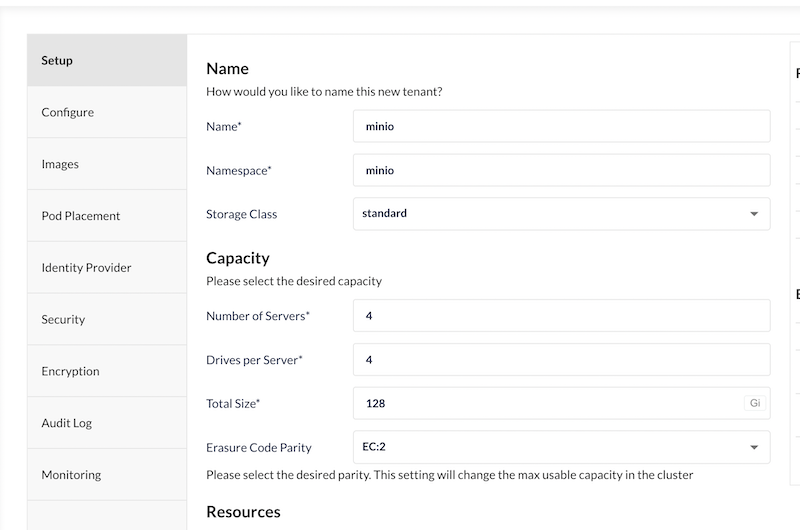 Setup
Configure
Images
Pod Placement
Identity Provider
Security
Encryption
Audit Log
Monitoring
Name
How would you like to name this new tenant?
Name* minio
Namespace* minio
Storage Class standard
Capacity
Please select the desired capacity
Number of Servers* 4
Drives per Server* 4
Total Size* 128 Gi
Erasure Code Parity EC:2
Please select the desired parity. This setting will change the max usable capacity in the cluster
Resources